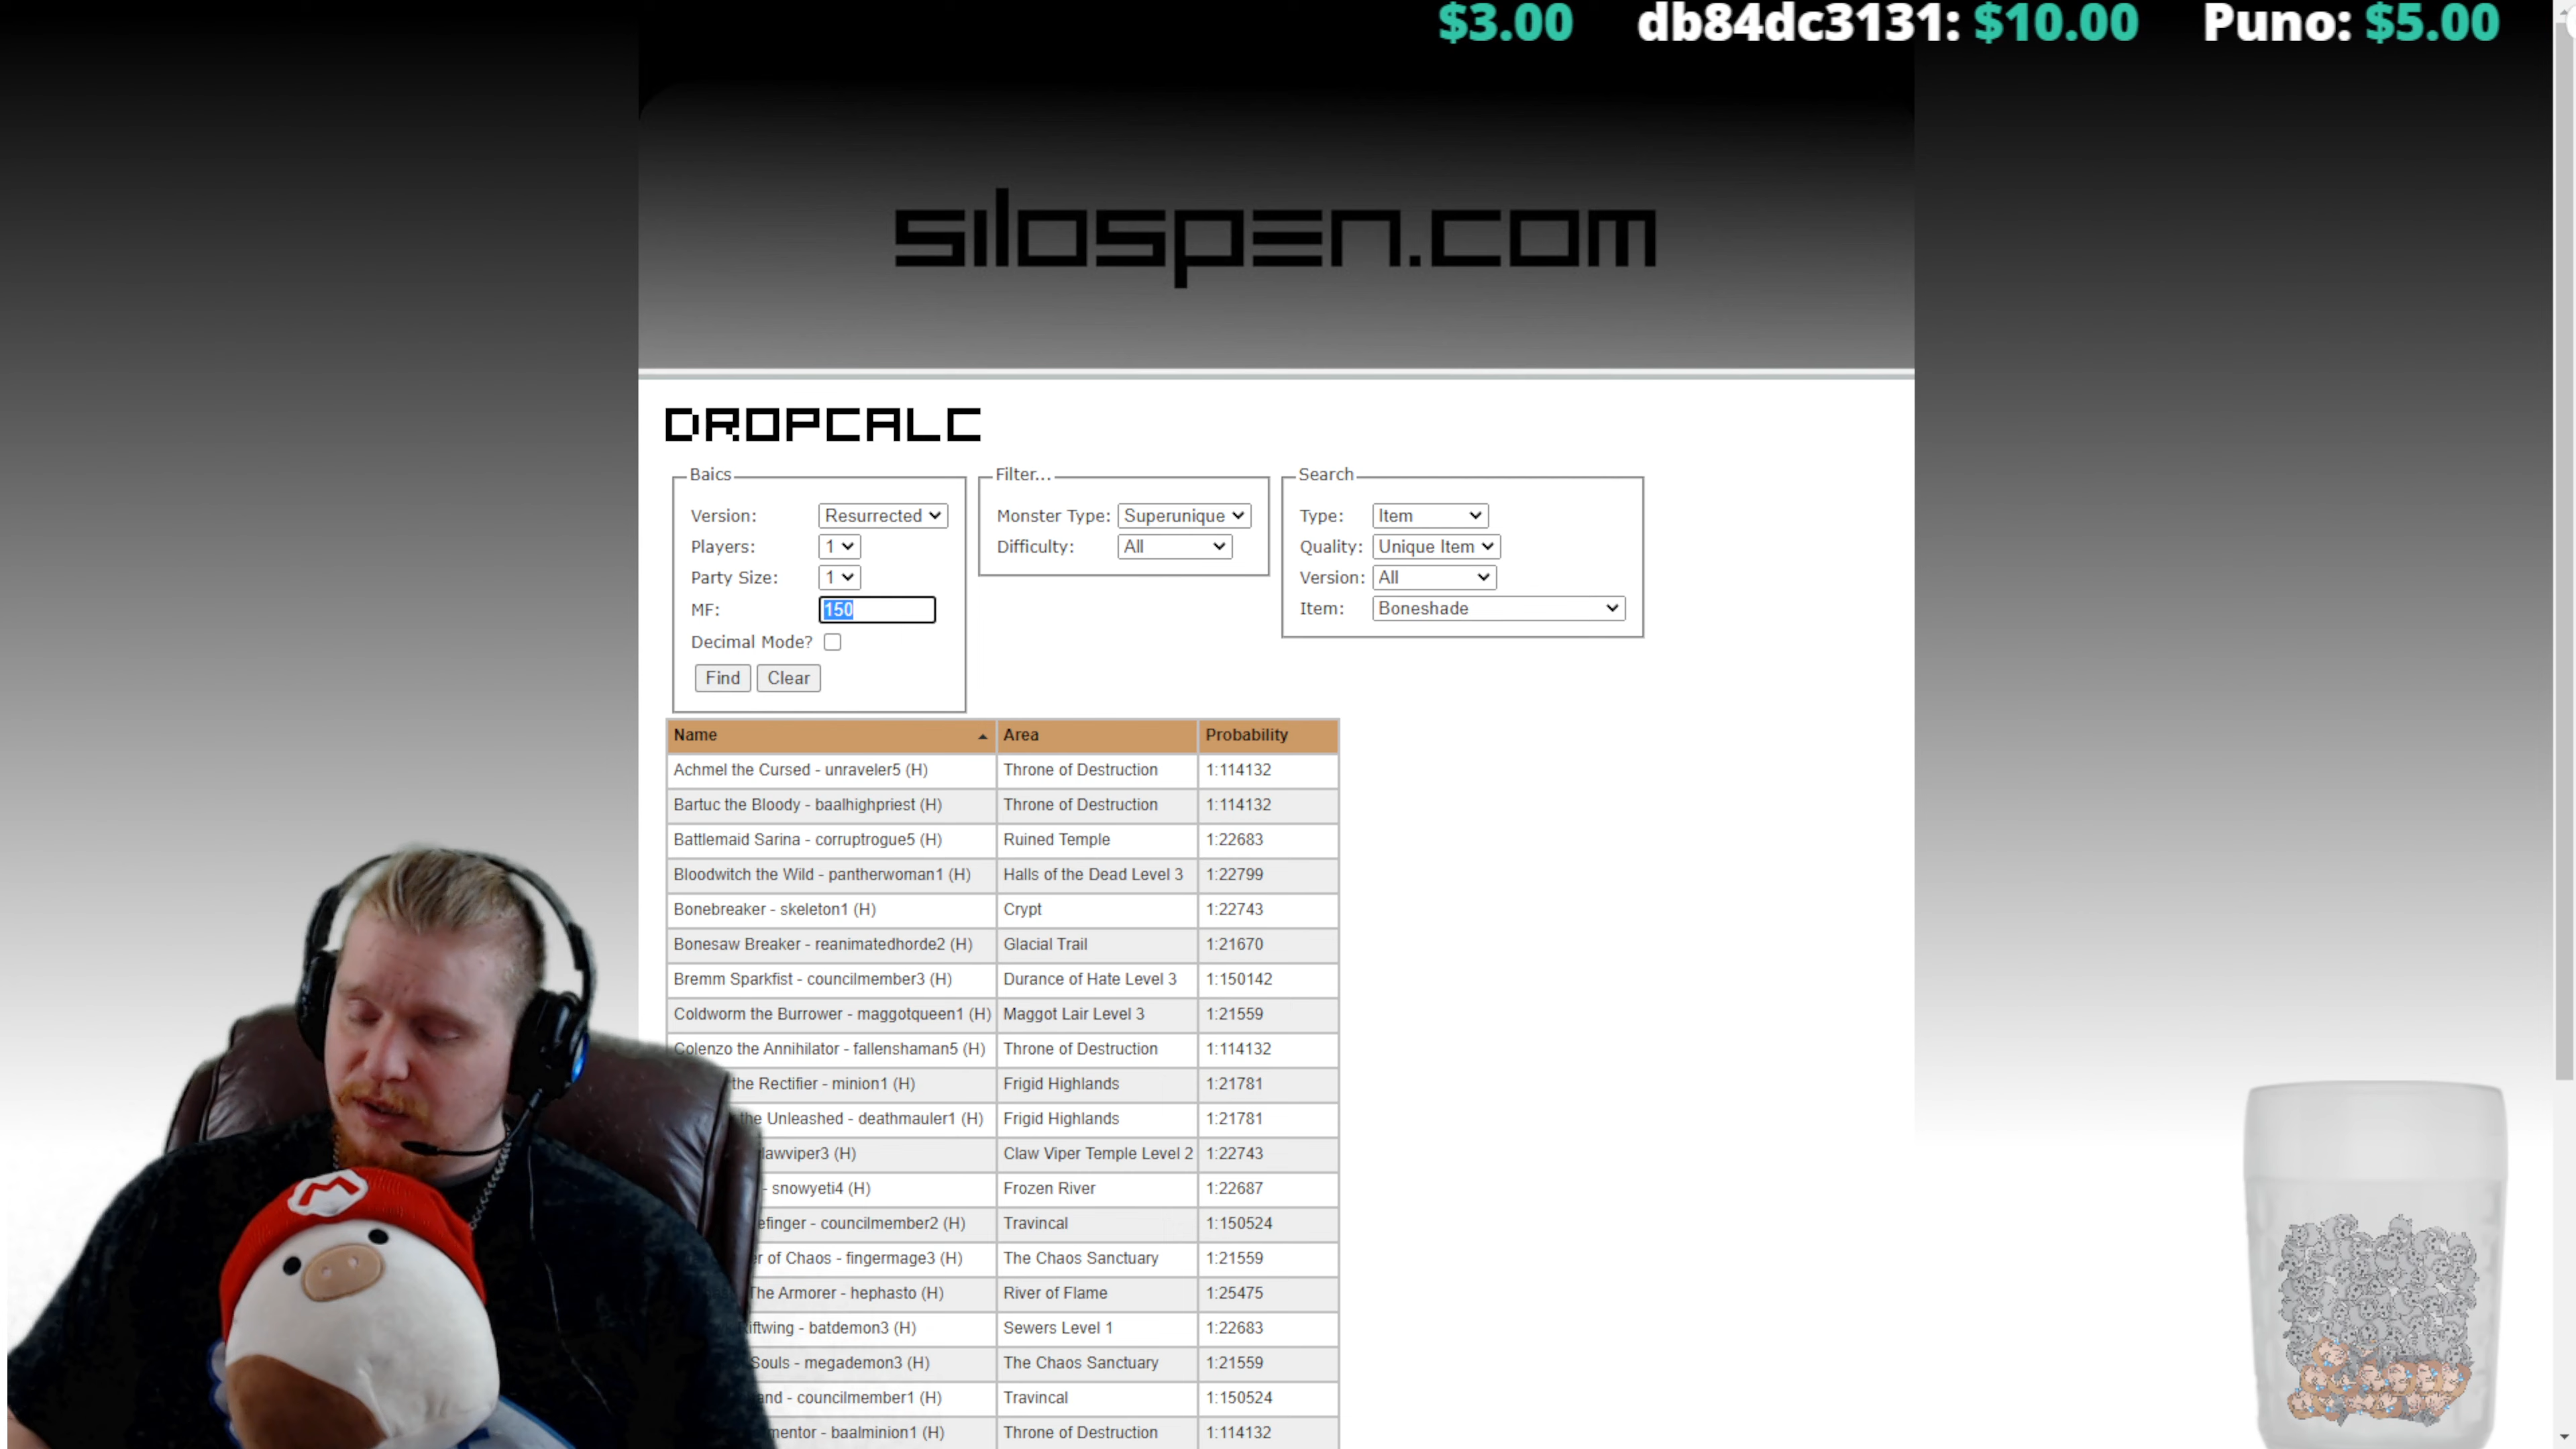 $3.00 db84dc3131: $10.00 Puno: $5.00
silospen.com
DROPCALC
Baics
Version: Resurrected
Players: 1
Party Size: 1
MF: 150
Decimal Mode?
Find Clear
Filter...
Monster Type: Superunique
Difficulty: All
Search
Type: Item
Quality: Unique Item
Version: All
Item: Boneshade
Name Area Probability
Achmel the Cursed - unraveler5 (H) Throne of Destruction 1:114132
Bartuc the Bloody - baalhighpriest (H) Throne of Destruction 1:114132
Battlemaid Sarina - corruptrogue5 (H) Ruined Temple 1:22683
Bloodwitch the Wild - pantherwoman1 (H) Halls of the Dead Level 3 1:22799
Bonebreaker - skeleton1 (H) Crypt 1:22743
Bonesaw Breaker - reanimatedhorde2 (H) Glacial Trail 1:21670
Bremm Sparkfist - councilmember3 (H) Durance of Hate Level 3 1:150142
Coldworm the Burrower - maggotqueen1 (H) Maggot Lair Level 3 1:21559
Colenzo the Annihilator - fallenshaman5 (H) Throne of Destruction 1:114132
the Rectifier - minion1 (H) Frigid Highlands 1:21781
the Unleashed - deathmauler1 (H) Frigid Highlands 1:21781
lawviper3 (H) Claw Viper Temple Level 2 1:22743
- snowyeti4 (H) Frozen River 1:22687
efinger - councilmember2 (H) Travincal 1:150524
r of Chaos - fingermage3 (H) The Chaos Sanctuary 1:21559
The Armorer - hephasto (H) River of Flame 1:25475
iftwing - batdemon3 (H) Sewers Level 1 1:22683
Souls - megademon3 (H) The Chaos Sanctuary 1:21559
and - councilmember1 (H) Travincal 1:150524
mentor - baalminion1 (H) Throne of Destruction 1:114132